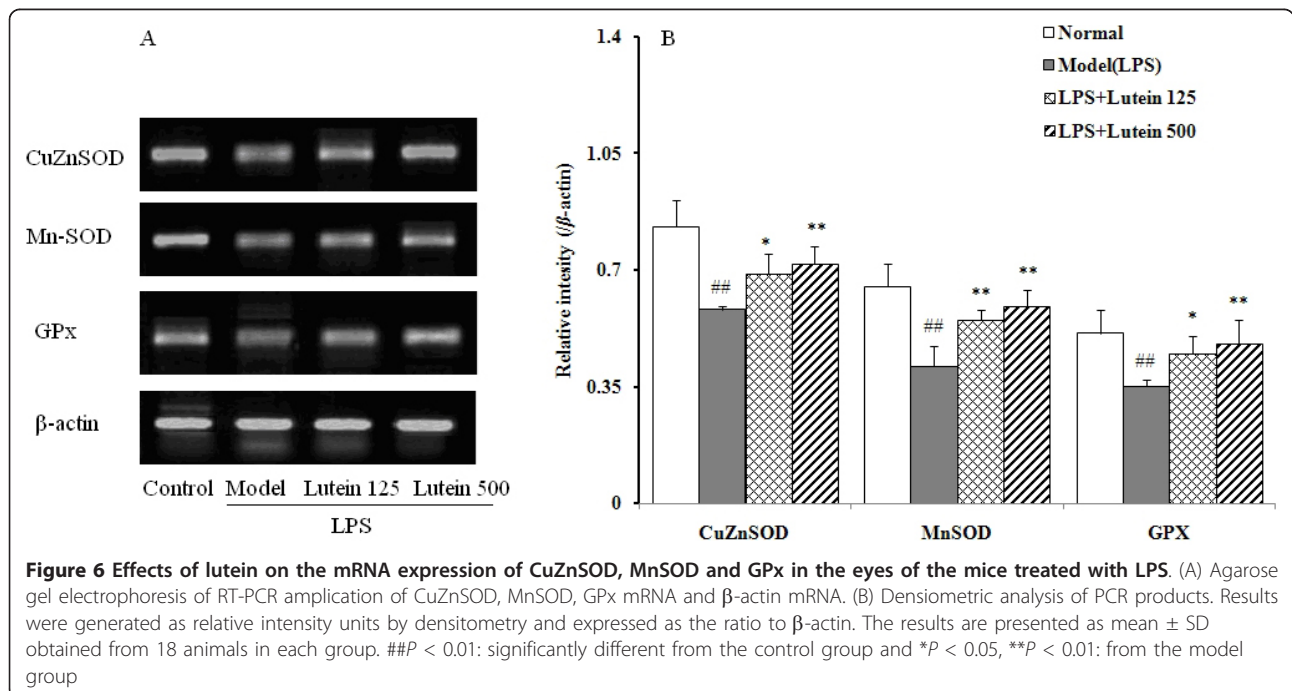 A
CuZnSOD
Mn-SOD
GPx
β-actin
Control Model Lutein 125 Lutein 500
LPS
B
Normal
Model(LPS)
LPS+Lutein 125
LPS+Lutein 500
Relative intesity (/β-actin)
1.4
1.05
0.7
0.35
0
## * **
## ** **
## * **
CuZnSOD MnSOD GPX
Figure 6 Effects of lutein on the mRNA expression of CuZnSOD, MnSOD and GPx in the eyes of the mice treated with LPS. (A) Agarose
gel electrophoresis of RT-PCR amplication of CuZnSOD, MnSOD, GPx mRNA and β-actin mRNA. (B) Densiometric analysis of PCR products. Results
were generated as relative intensity units by densitometry and expressed as the ratio to β-actin. The results are presented as mean ± SD
obtained from 18 animals in each group. ##P < 0.01: significantly different from the control group and *P < 0.05, **P < 0.01: from the model
group